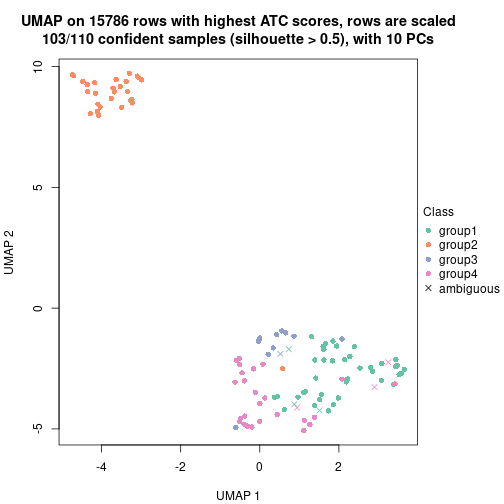 UMAP on 15786 rows with highest ATC scores, rows are scaled
103/110 confident samples (silhouette > 0.5), with 10 PCs
10
5
0
-5
UMAP 2
-4
-2
0
2
UMAP 1
Class
group1
group2
group3
group4
ambiguous